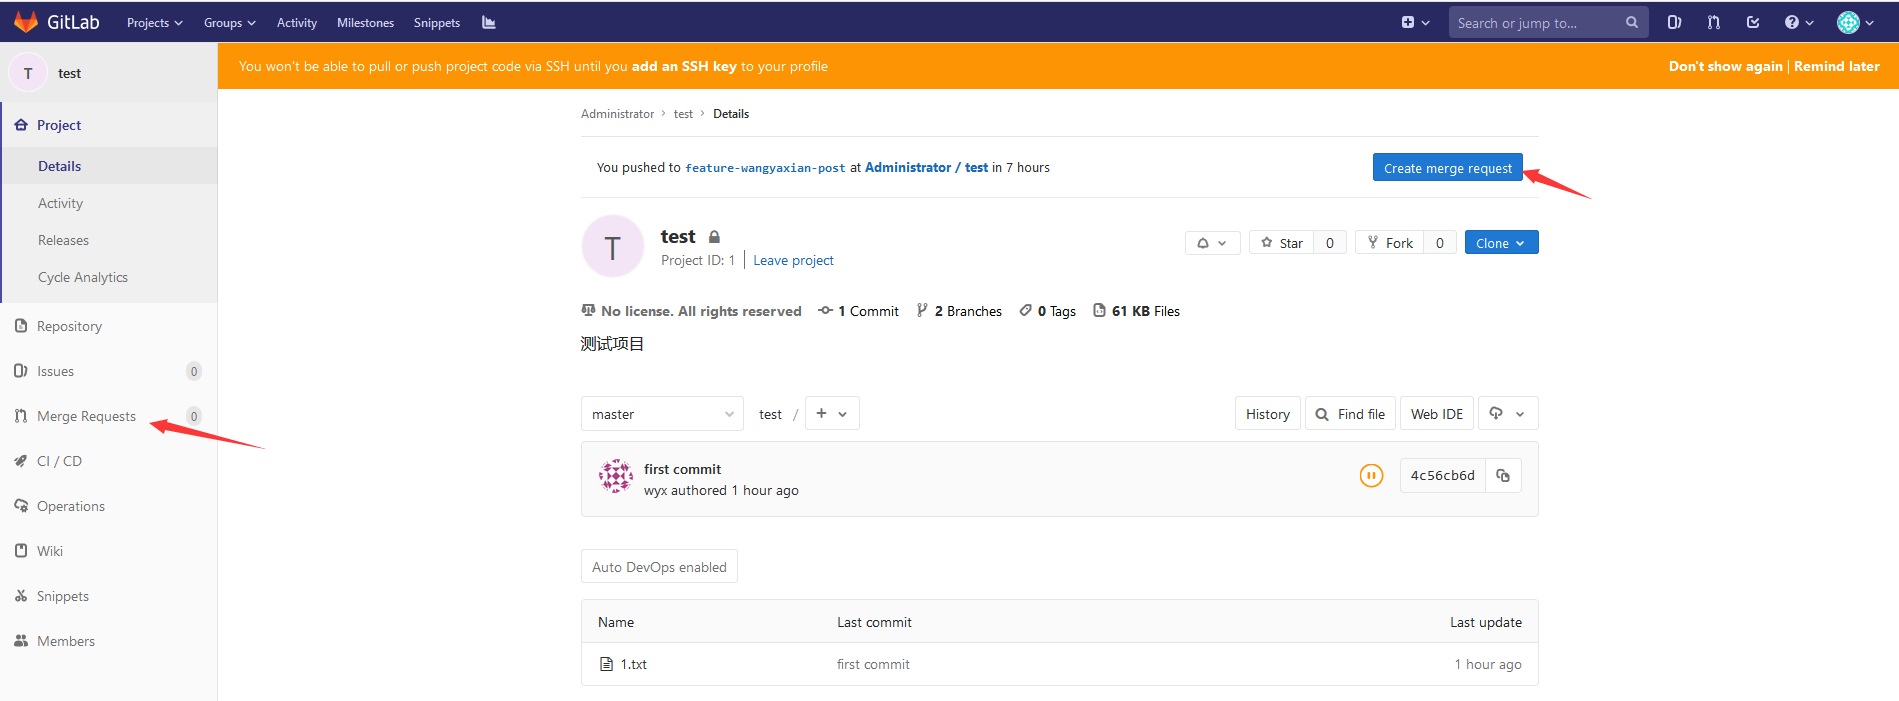 GitLab Projects Groups Activity Milestones Snippets Search or jump to...
T test
You won't be able to pull or push project code via SSH until you add an SSH key to your profile Don't show again | Remind later
Project
Details
Activity
Releases
Cycle Analytics
Repository
Issues 0
Merge Requests 0
CI / CD
Operations
Wiki
Snippets
Members
Administrator > test > Details
You pushed to feature-wangyaxian-post at Administrator / test in 7 hours Create merge request
T
test
Project ID: 1 | Leave project
Star 0 Fork 0 Clone
No license. All rights reserved 1 Commit 2 Branches 0 Tags 61 KB Files
测试项目
master test / + History Find file Web IDE
first commit
wyx authored 1 hour ago
4c56cb6d
Auto DevOps enabled
Name Last commit Last update
1.txt first commit 1 hour ago